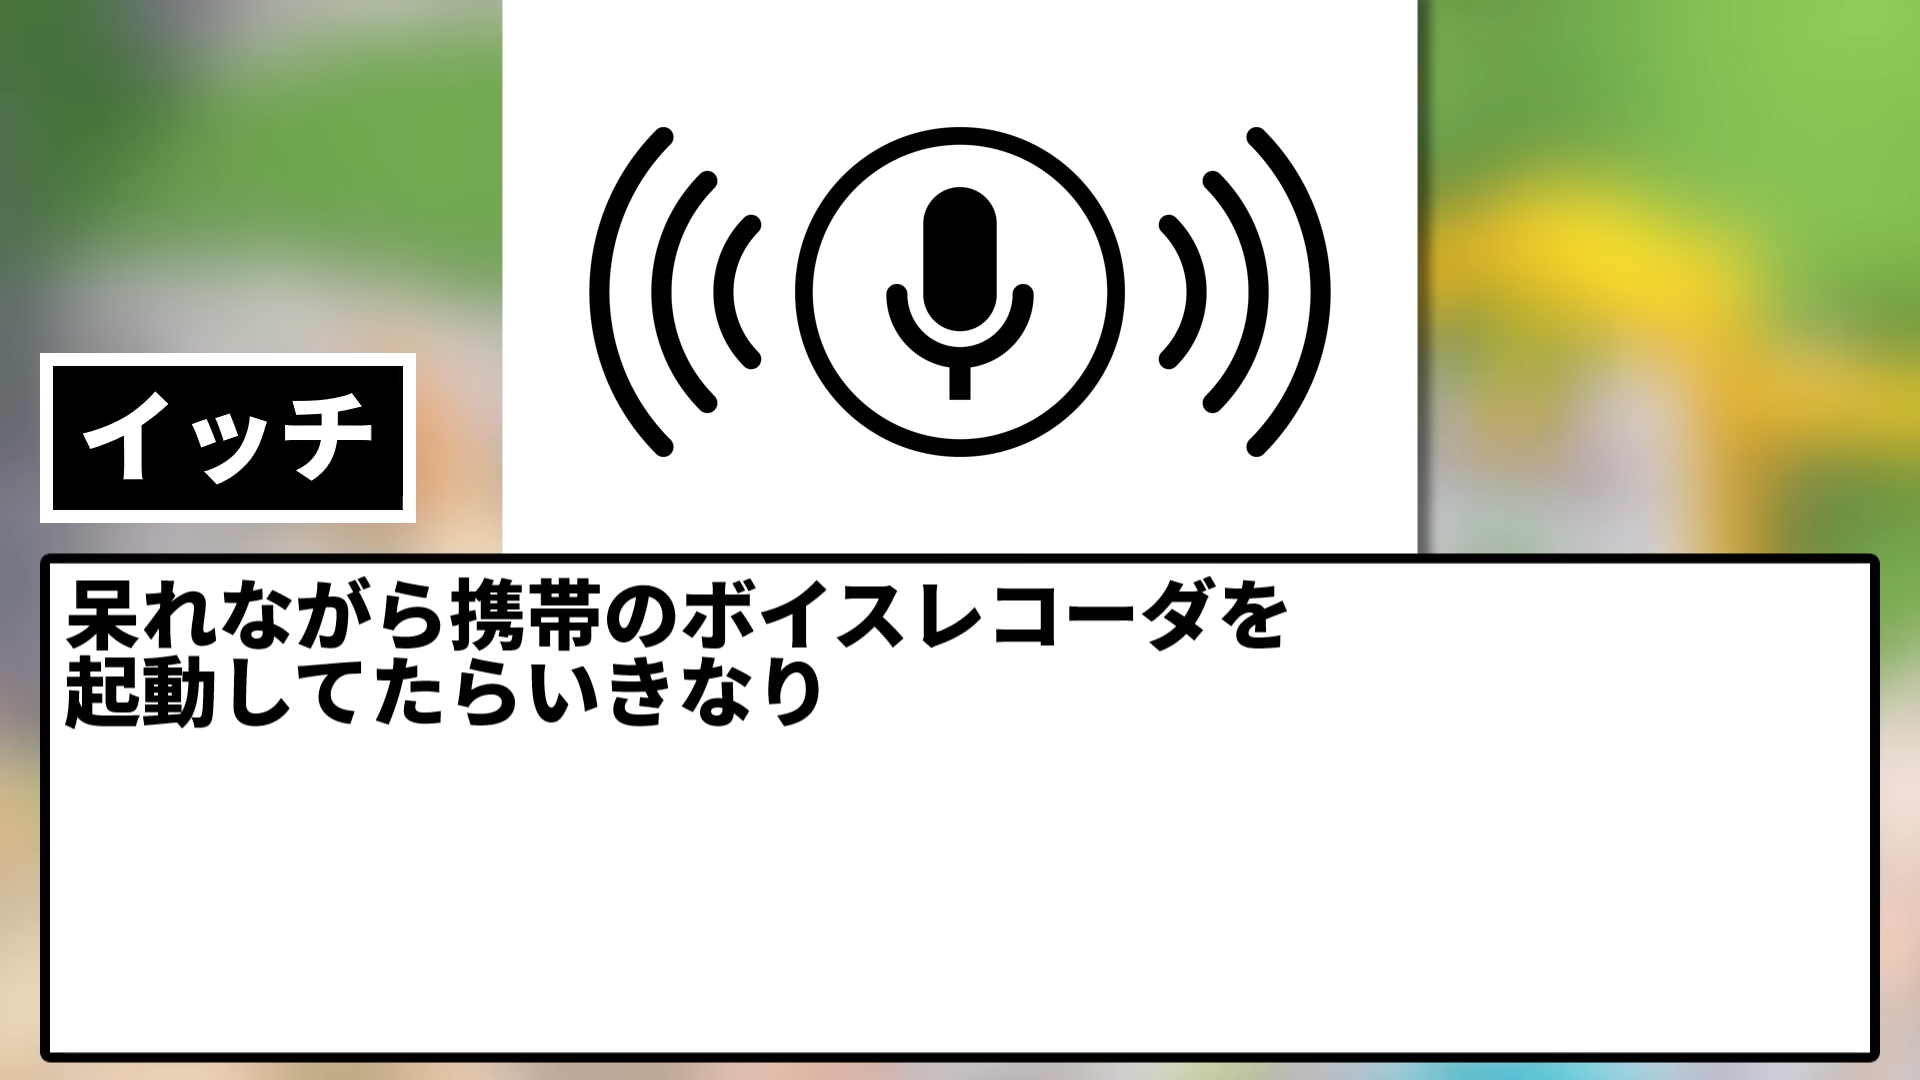 イッチ
呆れながら携帯のボイスレコーダを
起動してたらいきなり